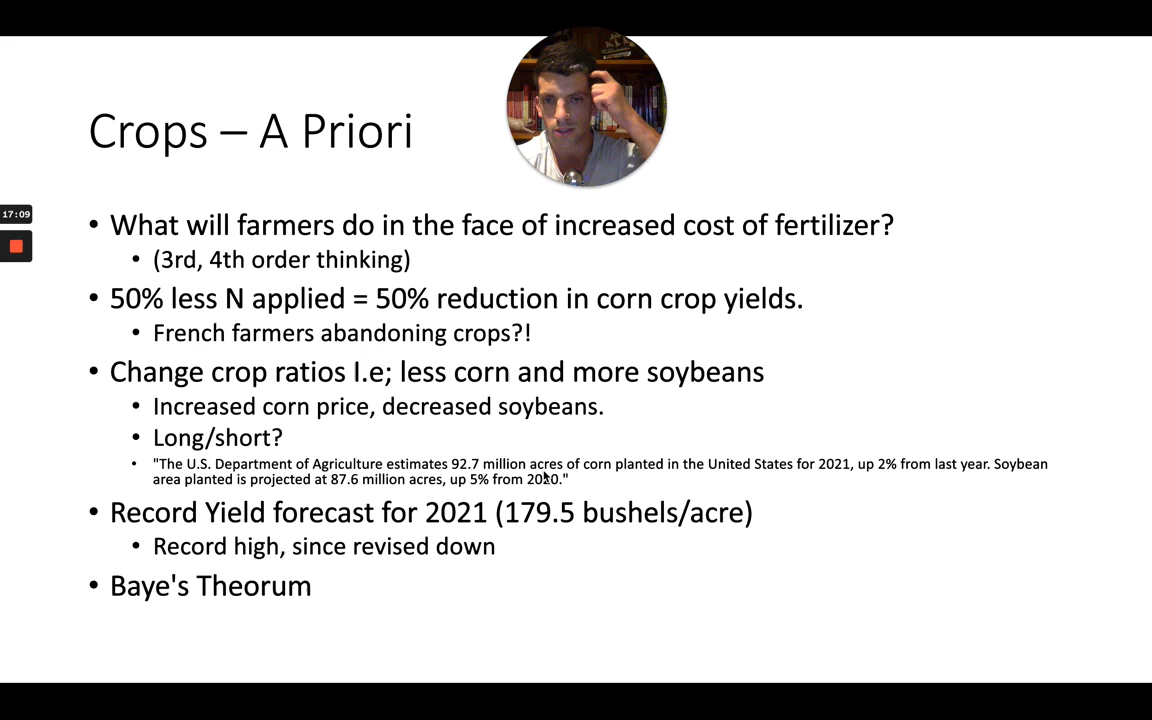 Crops – A Priori
17:09
• What will farmers do in the face of increased cost of fertilizer?
• (3rd, 4th order thinking)
• 50% less N applied = 50% reduction in corn crop yields.
• French farmers abandoning crops?!
• Change crop ratios I.e; less corn and more soybeans
• Increased corn price, decreased soybeans.
• Long/short?
• "The U.S. Department of Agriculture estimates 92.7 million acres of corn planted in the United States for 2021, up 2% from last year. Soybean
area planted is projected at 87.6 million acres, up 5% from 2020."
• Record Yield forecast for 2021 (179.5 bushels/acre)
• Record high, since revised down
• Baye's Theorum